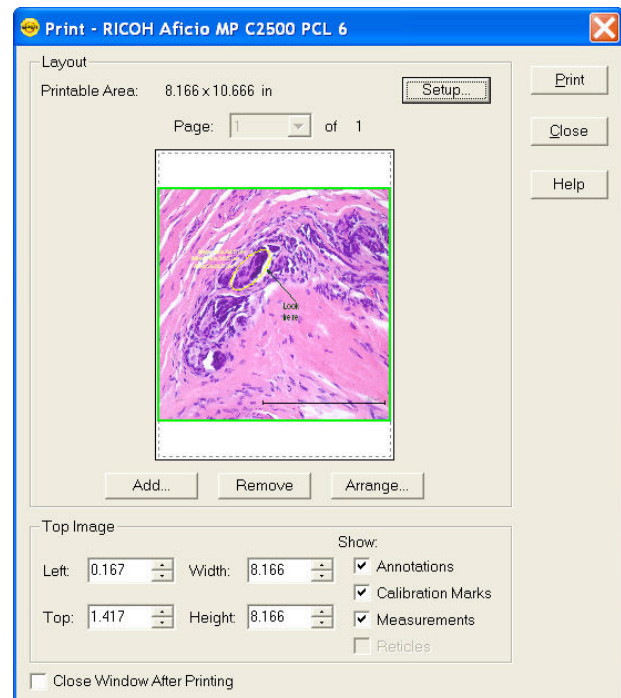 Print - RICOH Aficio MP C2500 PCL 6
Layout
Printable Area: 8.166 x 10.666 in
Setup...
Print
Page: 1 of 1
Close
Help
Look
here
Add... Remove Arrange...
Top Image
Show:
Left: 0.167 Width: 8.166
Annotations
Calibration Marks
Top: 1.417 Height: 8.166
Measurements
Reticles
Close Window After Printing